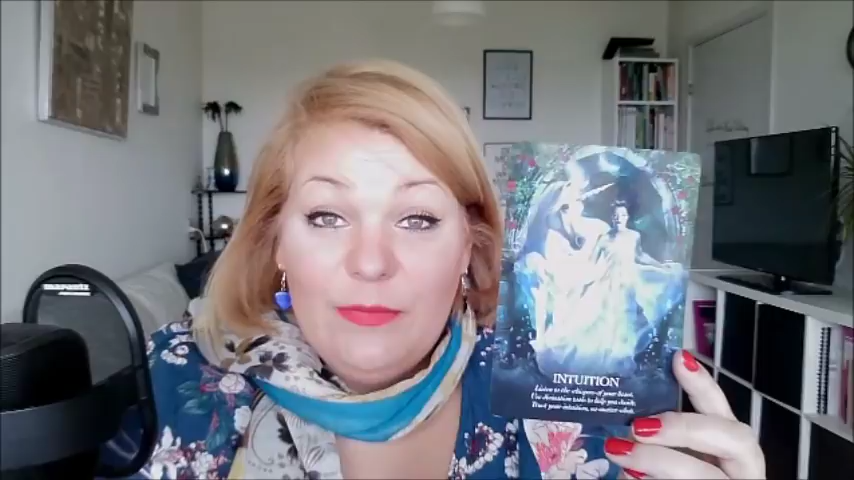 marantz
INTUITION
Listen to the whispers of your heart.
Use divination tools to help you decide.
Trust your intuition, no matter what.